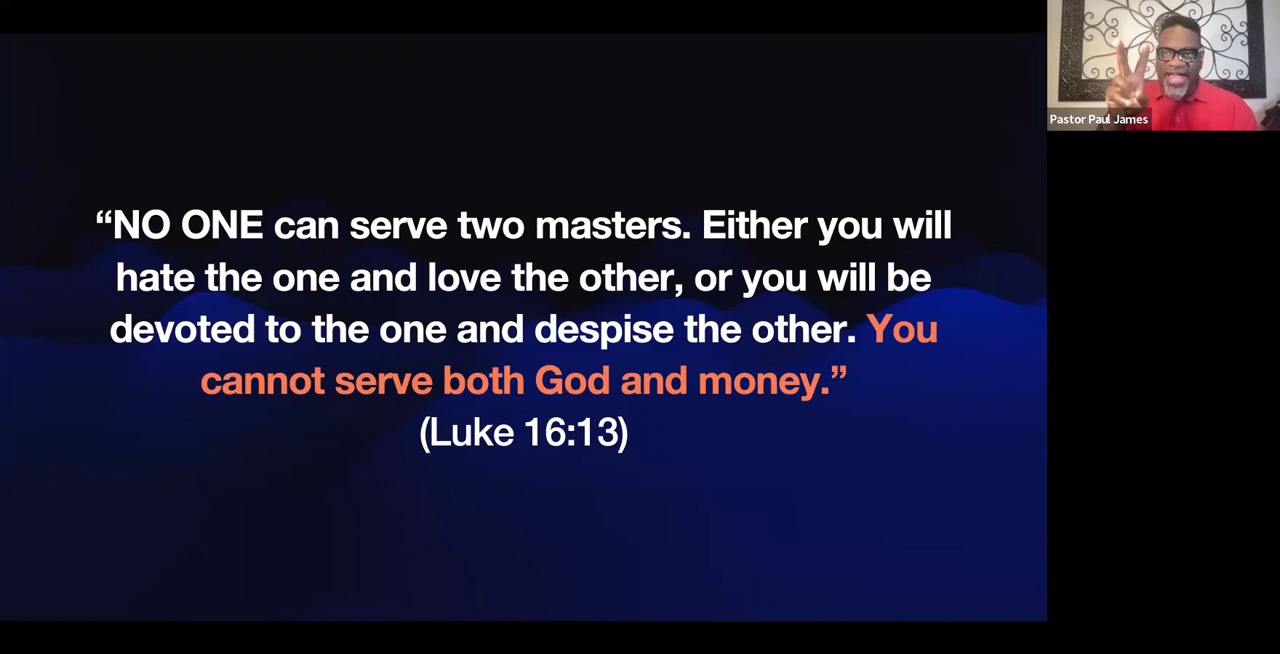 “NO ONE can serve two masters. Either you will
hate the one and love the other, or you will be
devoted to the one and despise the other. You
cannot serve both God and money.”
(Luke 16:13)
Pastor Paul James